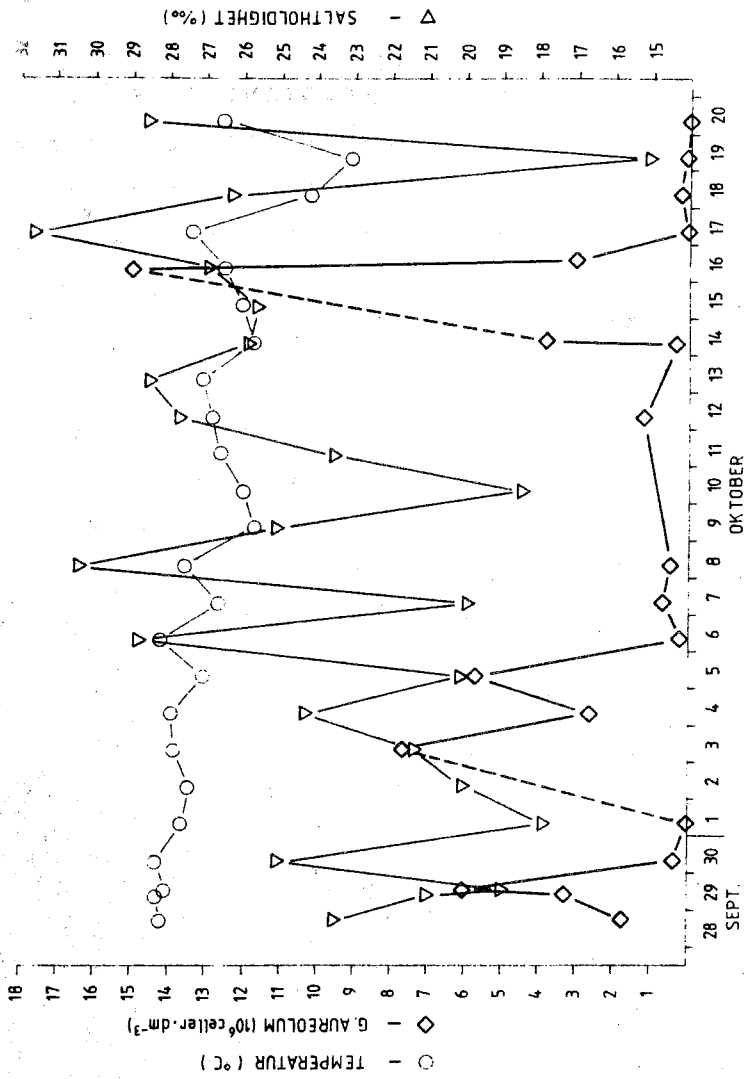 △ - SALTHOLDIGHET (‰)
32 31 30 29 28 27 26 25 24 23 22 21 20 19 18 17 16 15
18 17 16 15 14 13 12 11 10 9 8 7 6 5 4 3 2 1
◇ - G. AUREOLUM (10⁶ celler·dm⁻³)
○ - TEMPERATUR (°C)
28 29 30 1 2 3 4 5 6 7 8 9 10 11 12 13 14 15 16 17 18 19 20
SEPT. OKTOBER